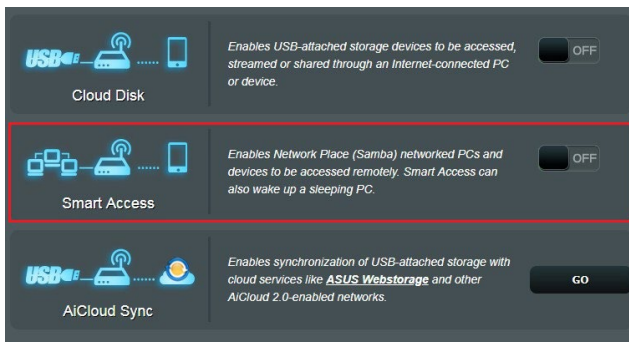 USB
Cloud Disk
Enables USB-attached storage devices to be accessed,
streamed or shared through an Internet-connected PC
or device.
OFF
Smart Access
Enables Network Place (Samba) networked PCs and
devices to be accessed remotely. Smart Access can
also wake up a sleeping PC.
OFF
USB
AiCloud Sync
Enables synchronization of USB-attached storage with
cloud services like ASUS Webstorage and other
AiCloud 2.0-enabled networks.
GO